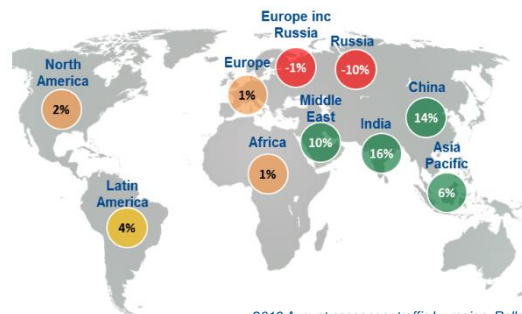 Europe inc
Russia
Russia
North
America
Europe
-1%
-10%
China
2%
1%
Middle
East
14%
India
Africa
10%
16%
Asia
Pacific
1%
6%
Latin
America
4%